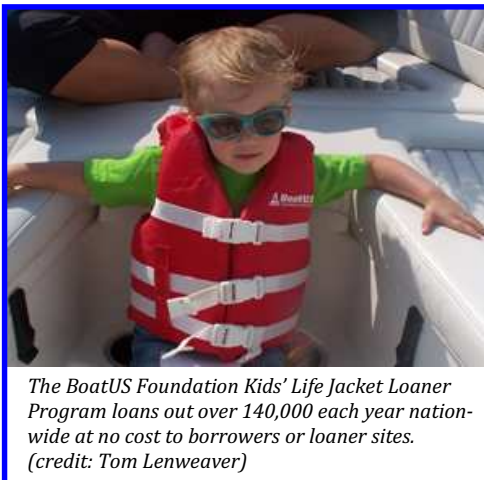 BoatUS
The BoatUS Foundation Kids' Life Jacket Loaner
Program loans out over 140,000 each year nation-
wide at no cost to borrowers or loaner sites.
(credit: Tom Lenweaver)